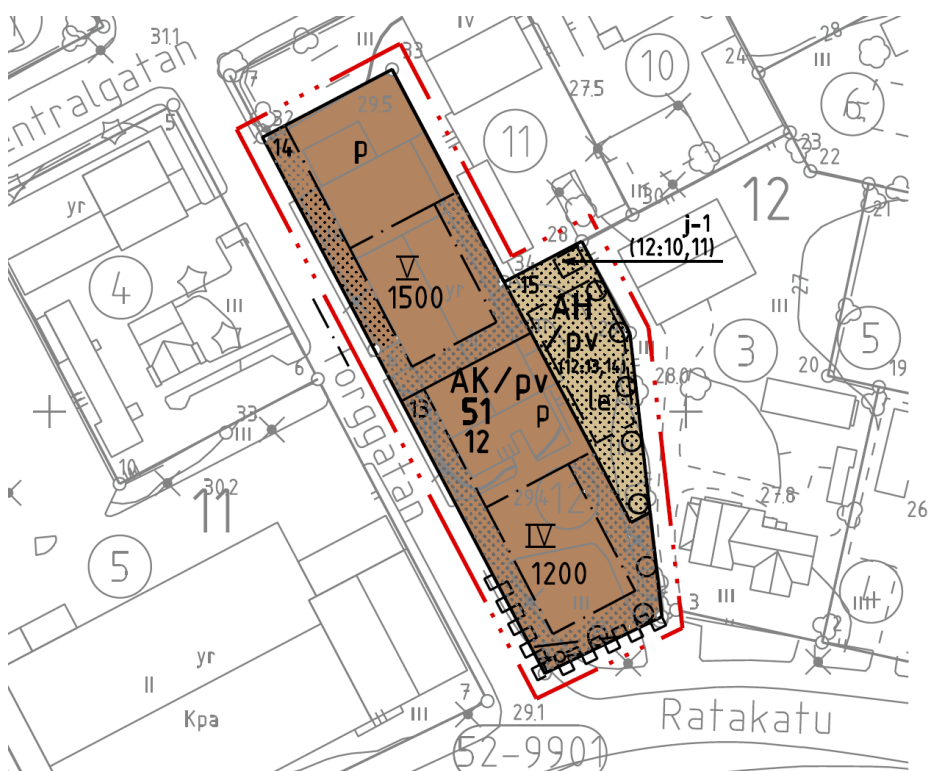 31.1
IV
III
33
28
24
III
10
7
ntralgatan
5
32
29.5
14
p
11
27.5
6
23
22
yr
30
III
12
21
j-1
(12:10,11)
28
34
15
4
III
V
1500
yr
AH
/pv
(12:13,14)
le
III
27
III
3
5
20
19
28.0
6
Torggatan
AK/pv
51
12
13
p
33
III
10
30.2
11
29.4
12
27.8
26
IV
1200
5
III
III
3
III
4
2
yr
II
Kpa
III
7
29.1
Ratakatu
52-9901